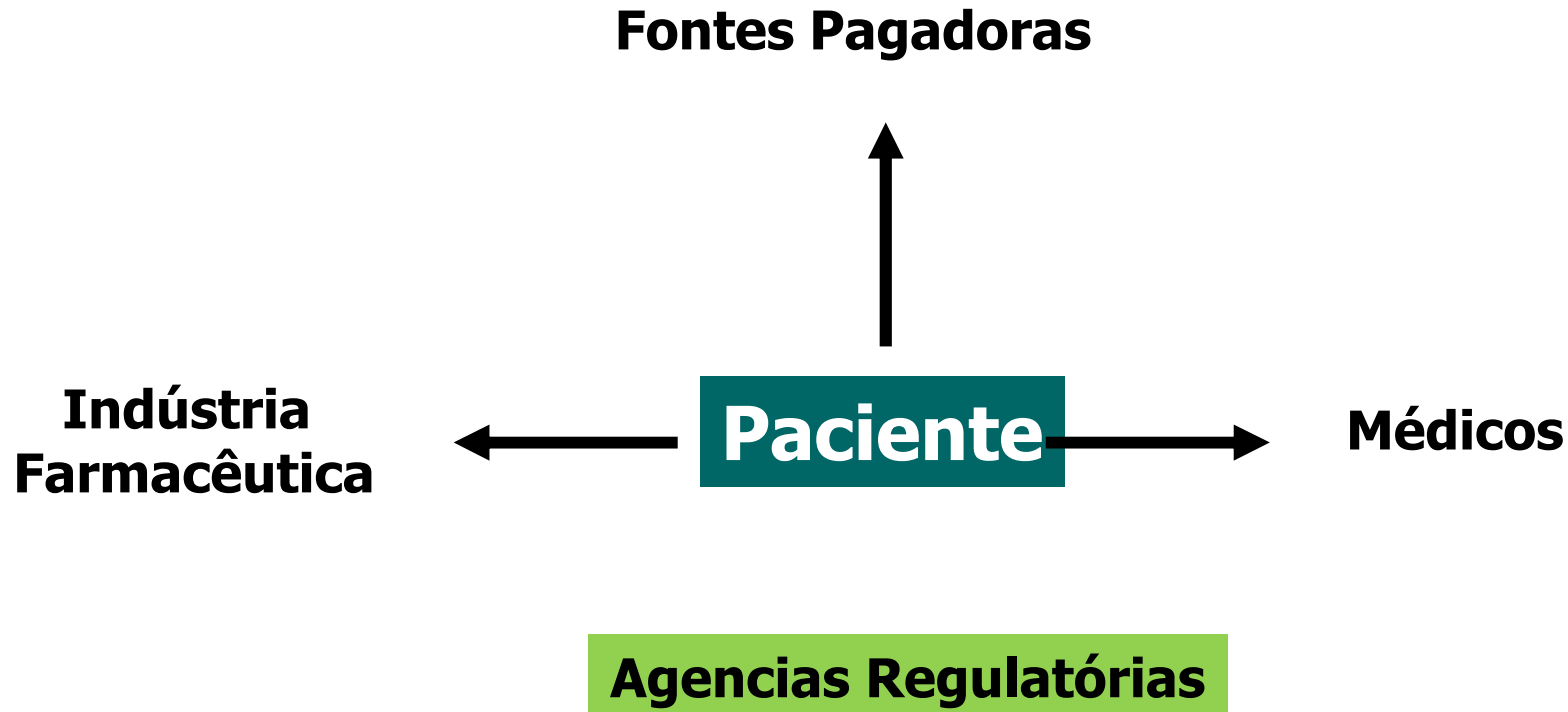 Fontes Pagadoras
Indústria
Farmacêutica
Paciente
Médicos
Agencias Regulatórias